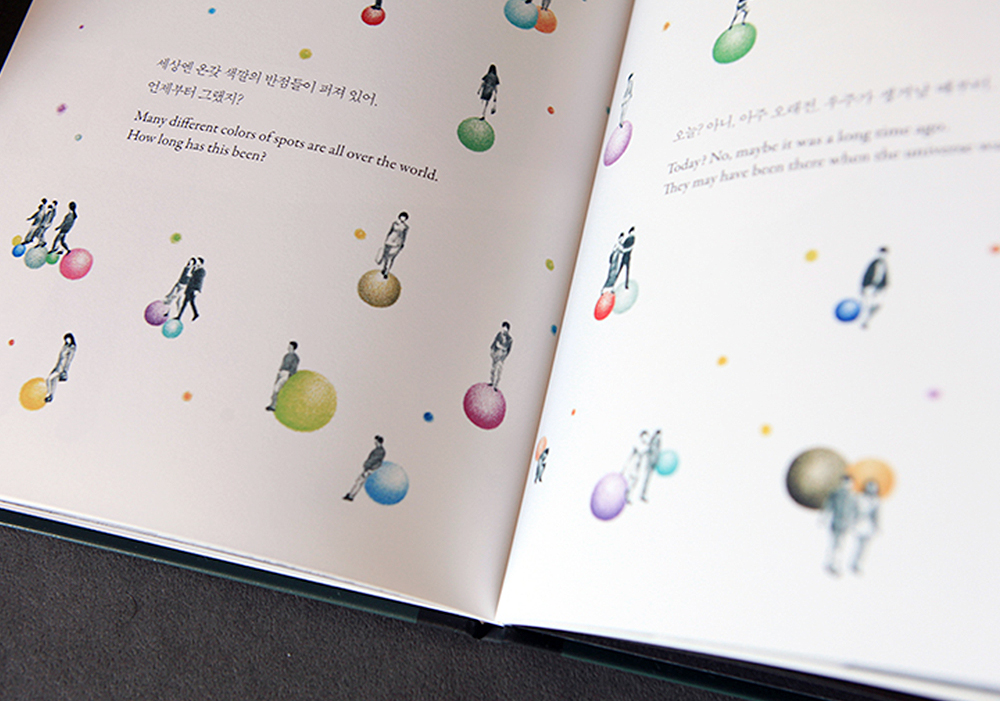 세상엔 온갖 색깔의 반점들이 퍼져 있어.
언제부터 그랬지?
Many different colors of spots are all over the world.
How long has this been?
오늘? 아니, 아주 오래전, 우주가 생겨날 때부터
Today? No, maybe it was a long time ago.
They may have been there when the universe